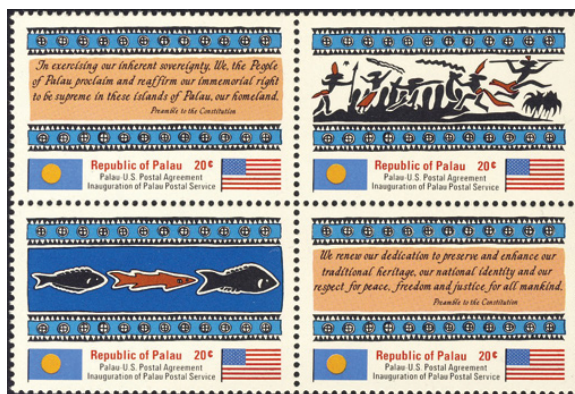 In exercising our inherent sovereignty, We, the People
of Palau proclaim and reaffirm our immemorial right
to be supreme in these islands of Palau, our homeland.
Preamble to the Constitution
Republic of Palau 20¢
Palau-U.S. Postal Agreement
Inauguration of Palau Postal Service
Republic of Palau 20¢
Palau-U.S. Postal Agreement
Inauguration of Palau Postal Service
Republic of Palau 20¢
Palau-U.S. Postal Agreement
Inauguration of Palau Postal Service
We renew our dedication to preserve and enhance our
traditional heritage, our national identity and our
respect for peace, freedom and justice for all mankind.
Preamble to the Constitution
Republic of Palau 20¢
Palau-U.S. Postal Agreement
Inauguration of Palau Postal Service